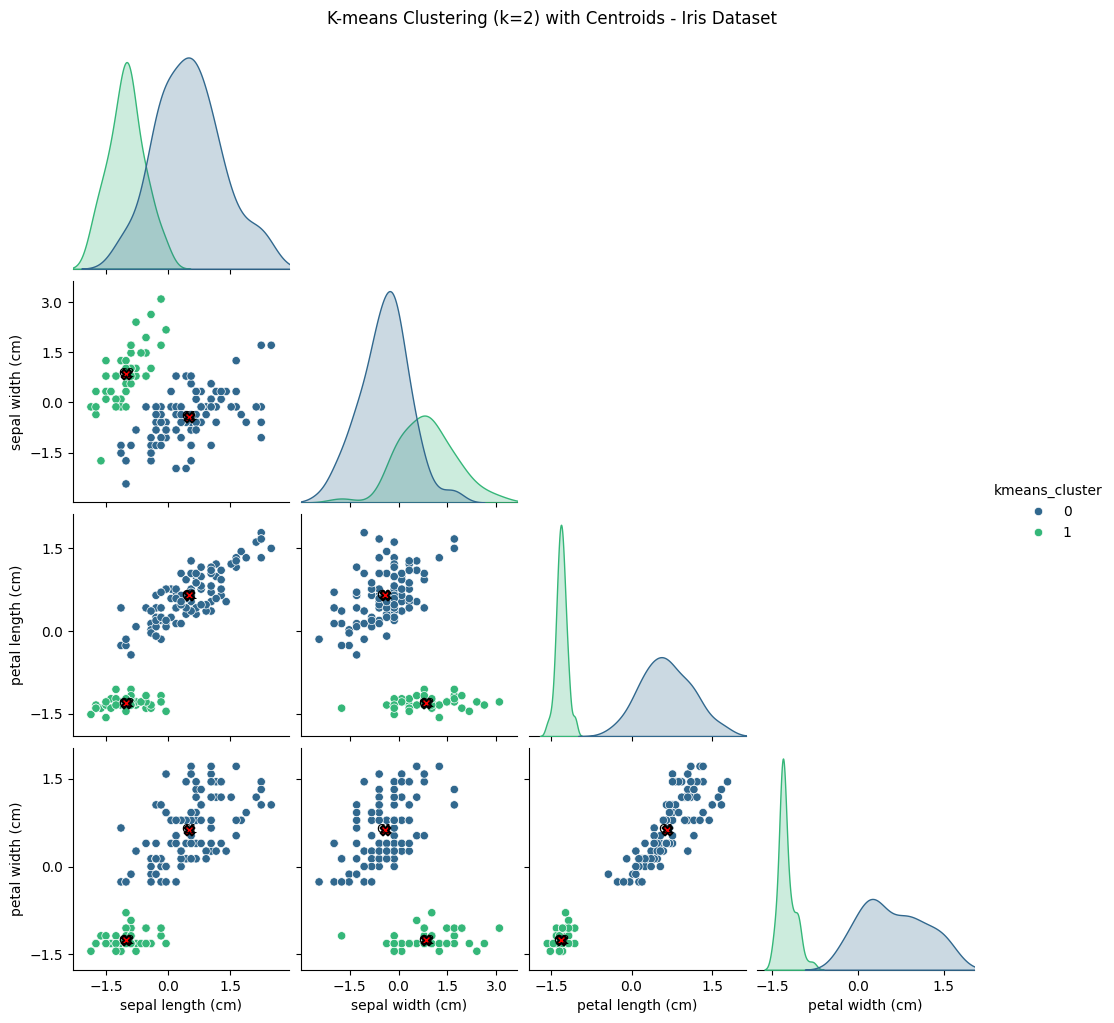 K-means Clustering (k=2) with Centroids - Iris Dataset
3.0
1.5
0.0
−1.5
sepal width (cm)
kmeans_cluster
0
1
1.5
0.0
−1.5
petal length (cm)
1.5
0.0
−1.5
petal width (cm)
−1.5 0.0 1.5
−1.5 0.0 1.5 3.0
−1.5 0.0 1.5
−1.5 0.0 1.5
sepal length (cm)
sepal width (cm)
petal length (cm)
petal width (cm)